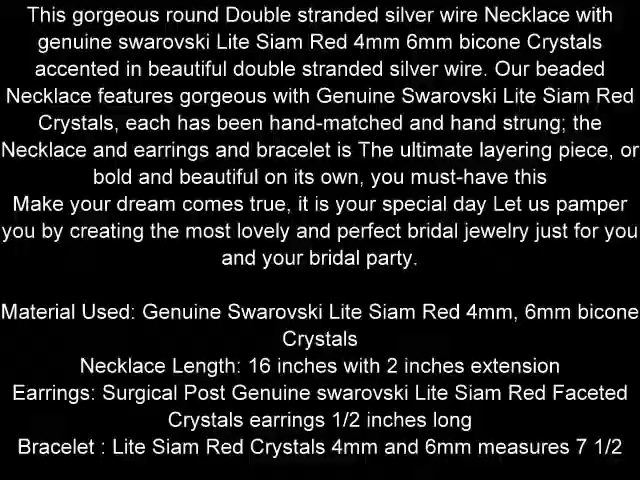 This gorgeous round Double stranded silver wire Necklace with
genuine swarovski Lite Siam Red 4mm 6mm bicone Crystals
accented in beautiful double stranded silver wire. Our beaded
Necklace features gorgeous with Genuine Swarovski Lite Siam Red
Crystals, each has been hand-matched and hand strung; the
Necklace and earrings and bracelet is The ultimate layering piece, or
bold and beautiful on its own, you must-have this
Make your dream comes true, it is your special day Let us pamper
you by creating the most lovely and perfect bridal jewelry just for you
and your bridal party.
Material Used: Genuine Swarovski Lite Siam Red 4mm, 6mm bicone
Crystals
Necklace Length: 16 inches with 2 inches extension
Earrings: Surgical Post Genuine swarovski Lite Siam Red Faceted
Crystals earrings 1/2 inches long
Bracelet : Lite Siam Red Crystals 4mm and 6mm measures 7 1/2